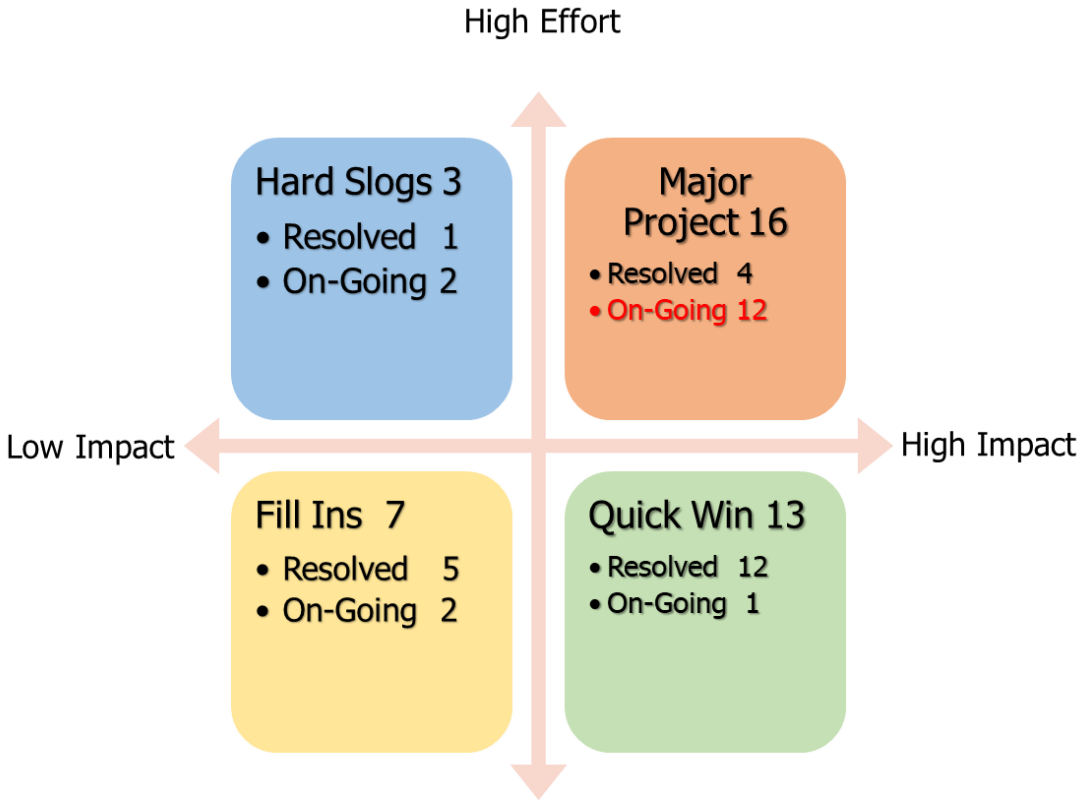 High Effort
Hard Slogs 3
• Resolved 1
• On-Going 2
Major
Project 16
• Resolved 4
• On-Going 12
Low Impact
High Impact
Fill Ins 7
• Resolved 5
• On-Going 2
Quick Win 13
• Resolved 12
• On-Going 1